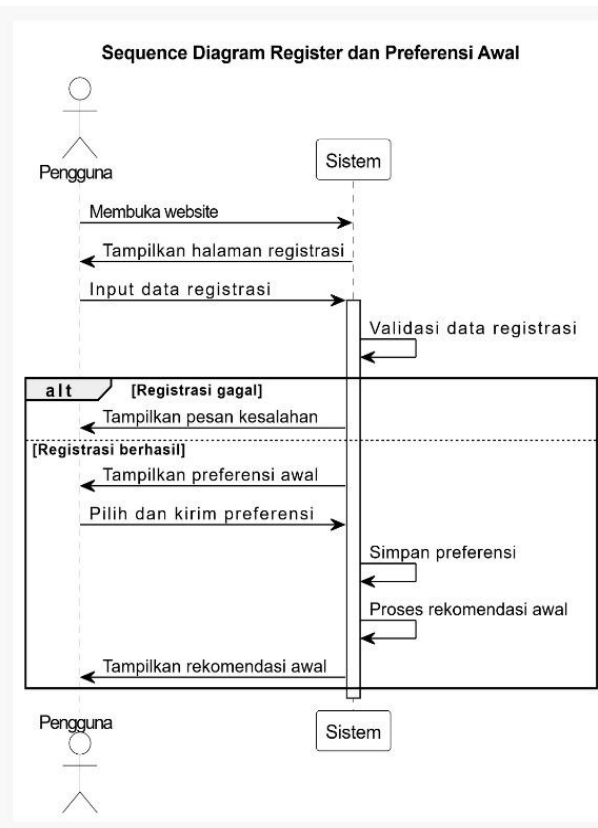 Sequence Diagram Register dan Preferensi Awal
Pengguna
Sistem
Membuka website
Tampilkan halaman registrasi
Input data registrasi
Validasi data registrasi
alt
[Registrasi gagal]
Tampilkan pesan kesalahan
[Registrasi berhasil]
Tampilkan preferensi awal
Pilih dan kirim preferensi
Simpan preferensi
Proses rekomendasi awal
Tampilkan rekomendasi awal
Pengguna
Sistem